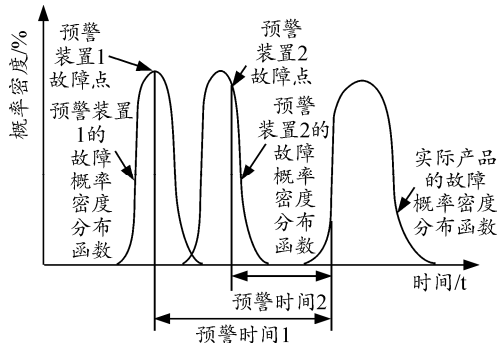 概率密度/%
预警
装置1
故障点
预警
装置2
故障点
预警装置
1的
故障
概率
密度
分布
函数
预警
装置2的
故障
概率
密度
分布
函数
实际产品
的故障
概率密度
分布函数
时间/t
预警时间2
预警时间1